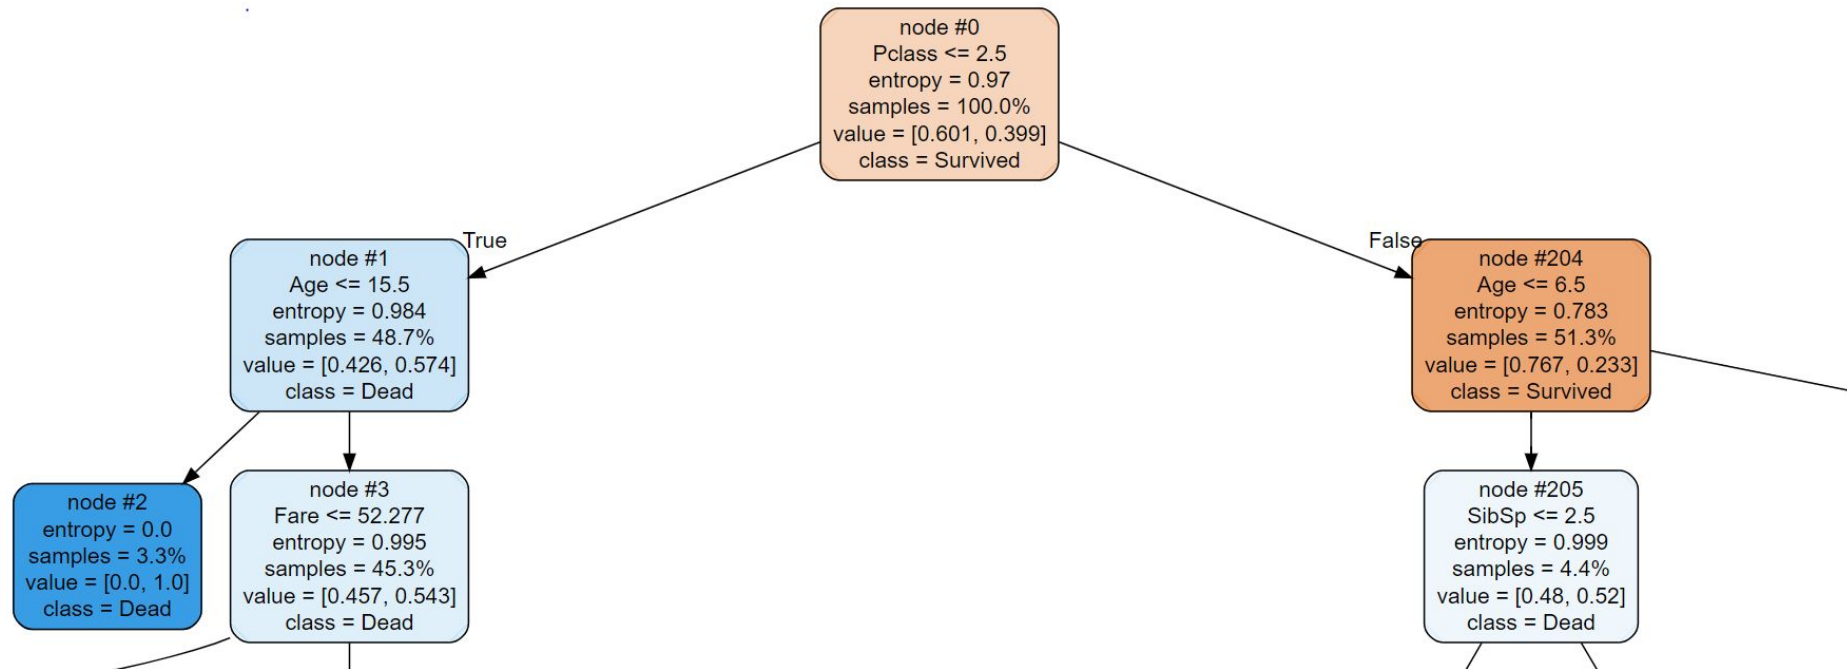 node #0
Pclass <= 2.5
entropy = 0.97
samples = 100.0%
value = [0.601, 0.399]
class = Survived
True
False
node #1
Age <= 15.5
entropy = 0.984
samples = 48.7%
value = [0.426, 0.574]
class = Dead
node #204
Age <= 6.5
entropy = 0.783
samples = 51.3%
value = [0.767, 0.233]
class = Survived
node #2
entropy = 0.0
samples = 3.3%
value = [0.0, 1.0]
class = Dead
node #3
Fare <= 52.277
entropy = 0.995
samples = 45.3%
value = [0.457, 0.543]
class = Dead
node #205
SibSp <= 2.5
entropy = 0.999
samples = 4.4%
value = [0.48, 0.52]
class = Dead